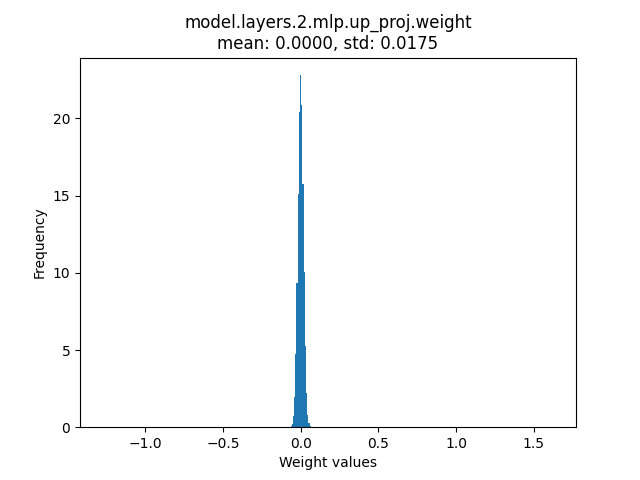 model.layers.2.mlp.up_proj.weight
mean: 0.0000, std: 0.0175
20
15
10
5
0
Frequency
−1.0 −0.5 0.0 0.5 1.0 1.5
Weight values